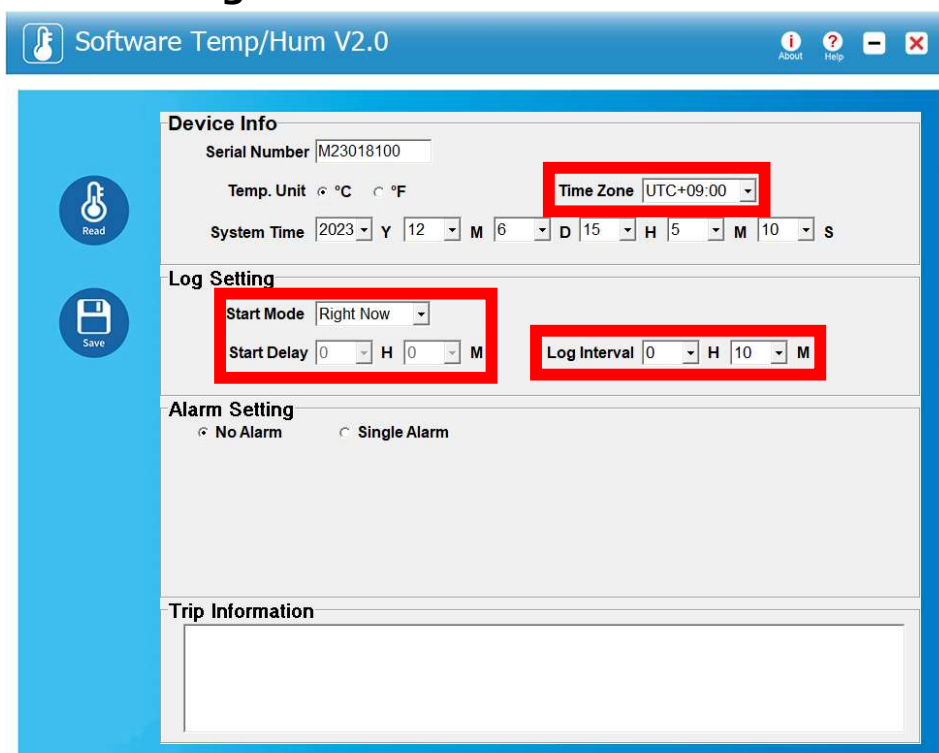 g
Software Temp/Hum V2.0
About
Help
Device Info
Serial Number M23018100
Temp. Unit °C °F
Time Zone UTC+09:00
System Time 2023 Y 12 M 6 D 15 H 5 M 10 S
Read
Log Setting
Start Mode Right Now
Start Delay 0 H 0 M
Log Interval 0 H 10 M
Save
Alarm Setting
No Alarm Single Alarm
Trip Information